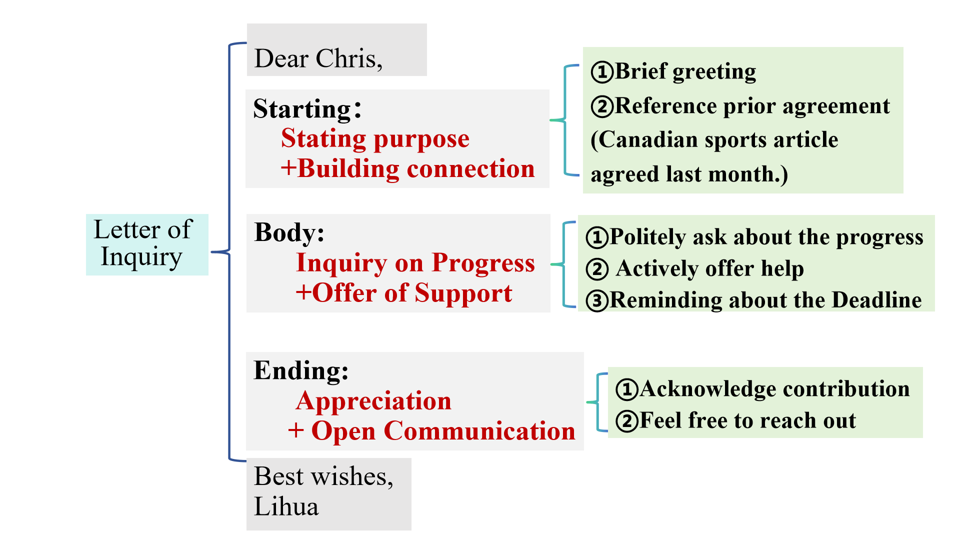 Letter of
Inquiry
Dear Chris,
Starting:
Stating purpose
+Building connection
①Brief greeting
②Reference prior agreement
(Canadian sports article
agreed last month.)
Body:
Inquiry on Progress
+Offer of Support
①Politely ask about the progress
② Actively offer help
③Reminding about the Deadline
Ending:
Appreciation
+ Open Communication
①Acknowledge contribution
②Feel free to reach out
Best wishes,
Lihua